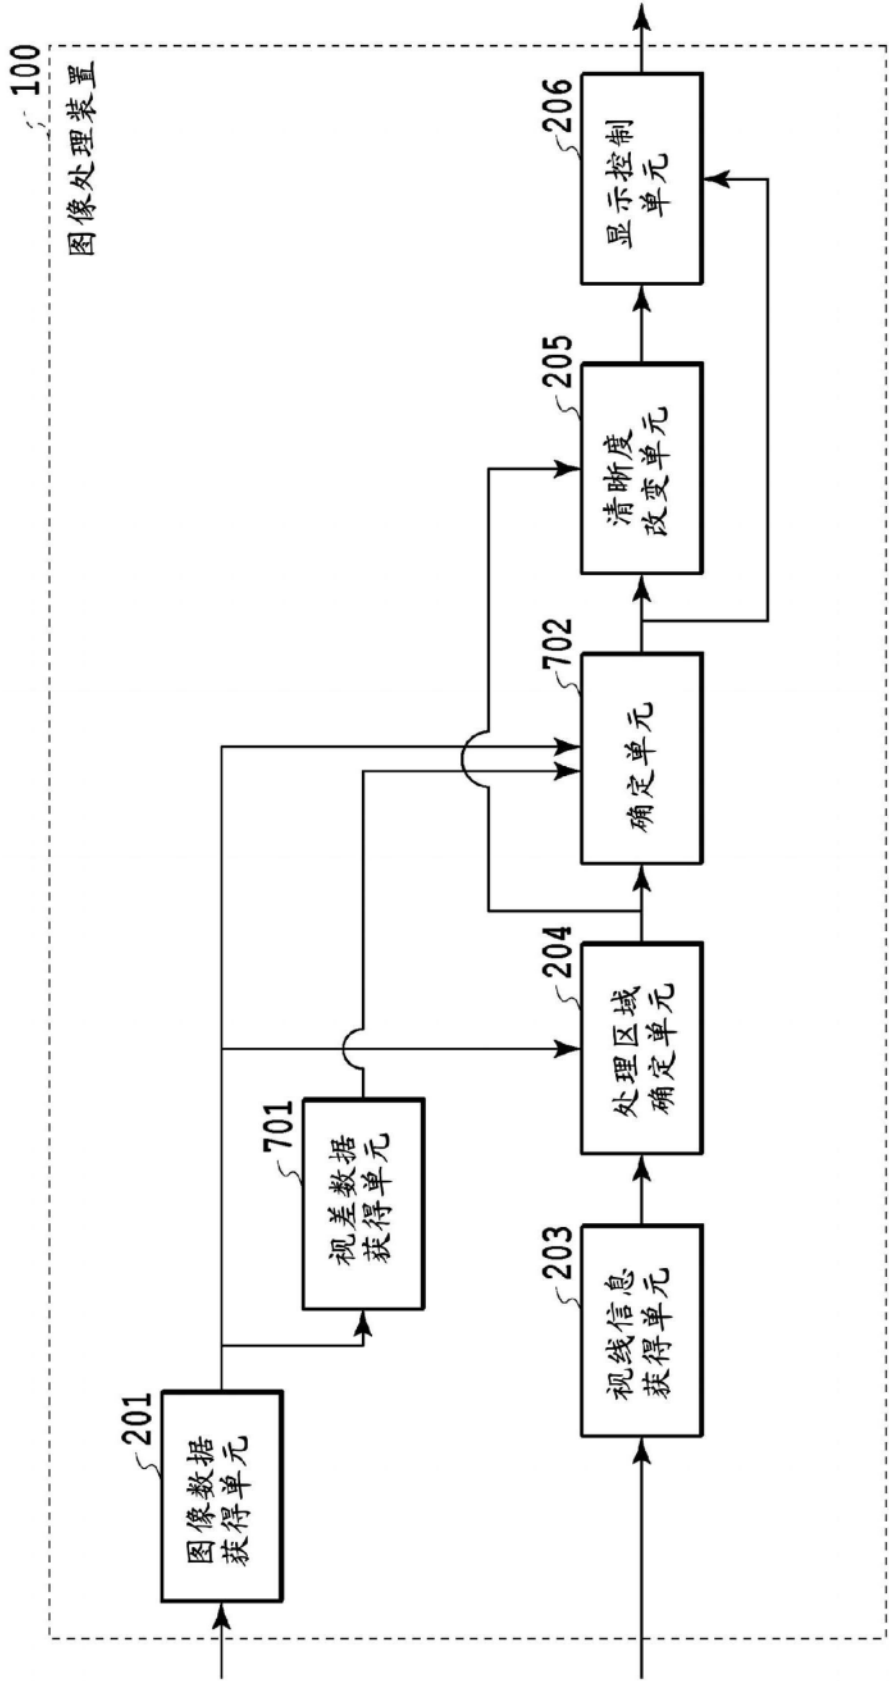 100
图像处理装置
201
图像数据
获得单元
701
视差数据
获得单元
203
视线信息
获得单元
204
处理区域
确定单元
702
确定单元
205
清晰度
改变单元
206
显示控制
单元